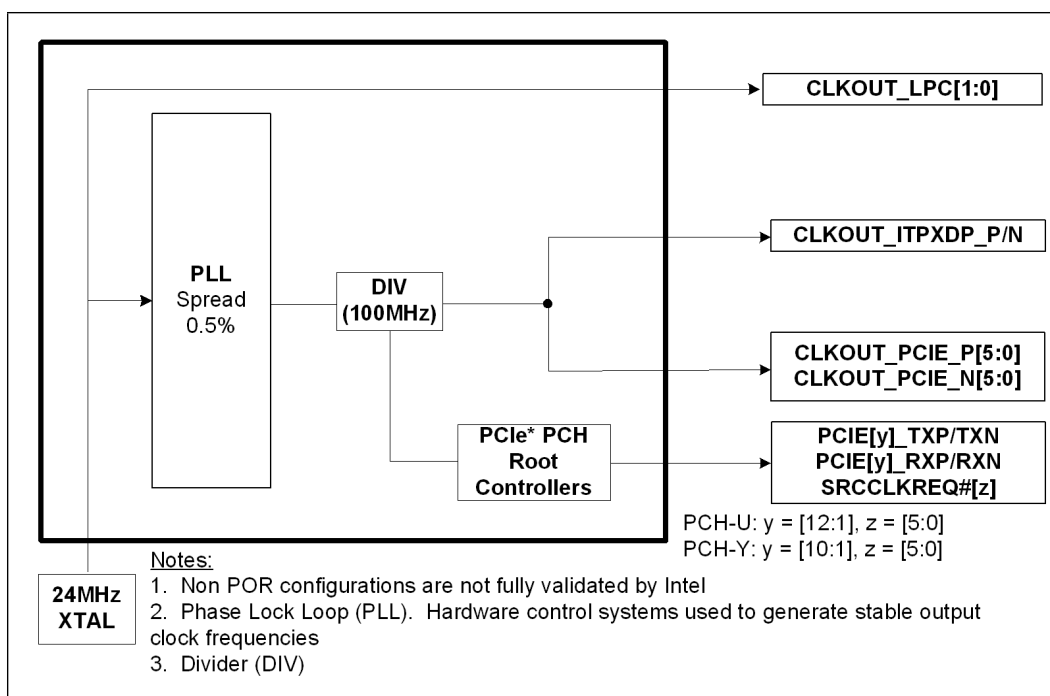 CLKOUT_LPC[1:0]
PLL
Spread
0.5%
DIV
(100MHz)
CLKOUT_ITPXDP_P/N
CLKOUT_PCIE_P[5:0]
CLKOUT_PCIE_N[5:0]
PCIe* PCH
Root
Controllers
PCIE[y]_TXP/TXN
PCIE[y]_RXP/RXN
SRCCLKREQ#[z]
PCH-U: y = [12:1], z = [5:0]
PCH-Y: y = [10:1], z = [5:0]
24MHz
XTAL
Notes:
1. Non POR configurations are not fully validated by Intel
2. Phase Lock Loop (PLL). Hardware control systems used to generate stable output
clock frequencies
3. Divider (DIV)